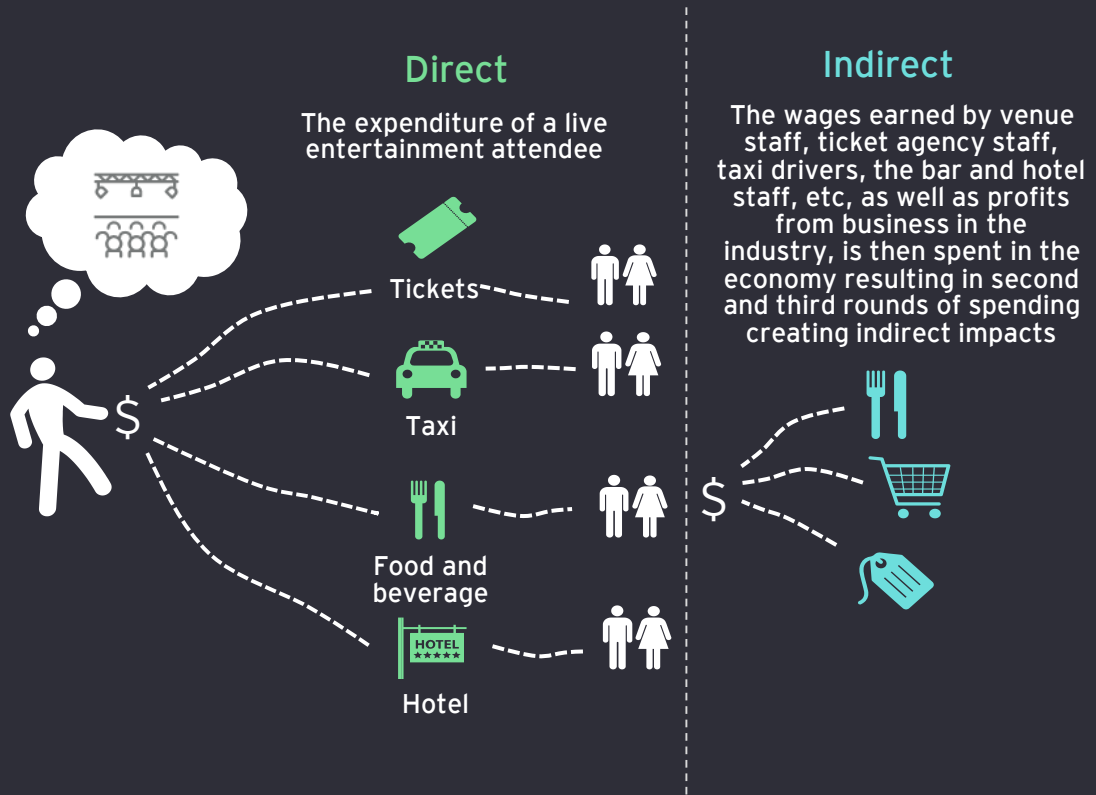 Direct
The expenditure of a live
entertainment attendee
Tickets
$
Taxi
Food and
beverage
HOTEL
★★★★★
Hotel
Indirect
The wages earned by venue
staff, ticket agency staff,
taxi drivers, the bar and hotel
staff, etc, as well as profits
from business in the
industry, is then spent in the
economy resulting in second
and third rounds of spending
creating indirect impacts
$